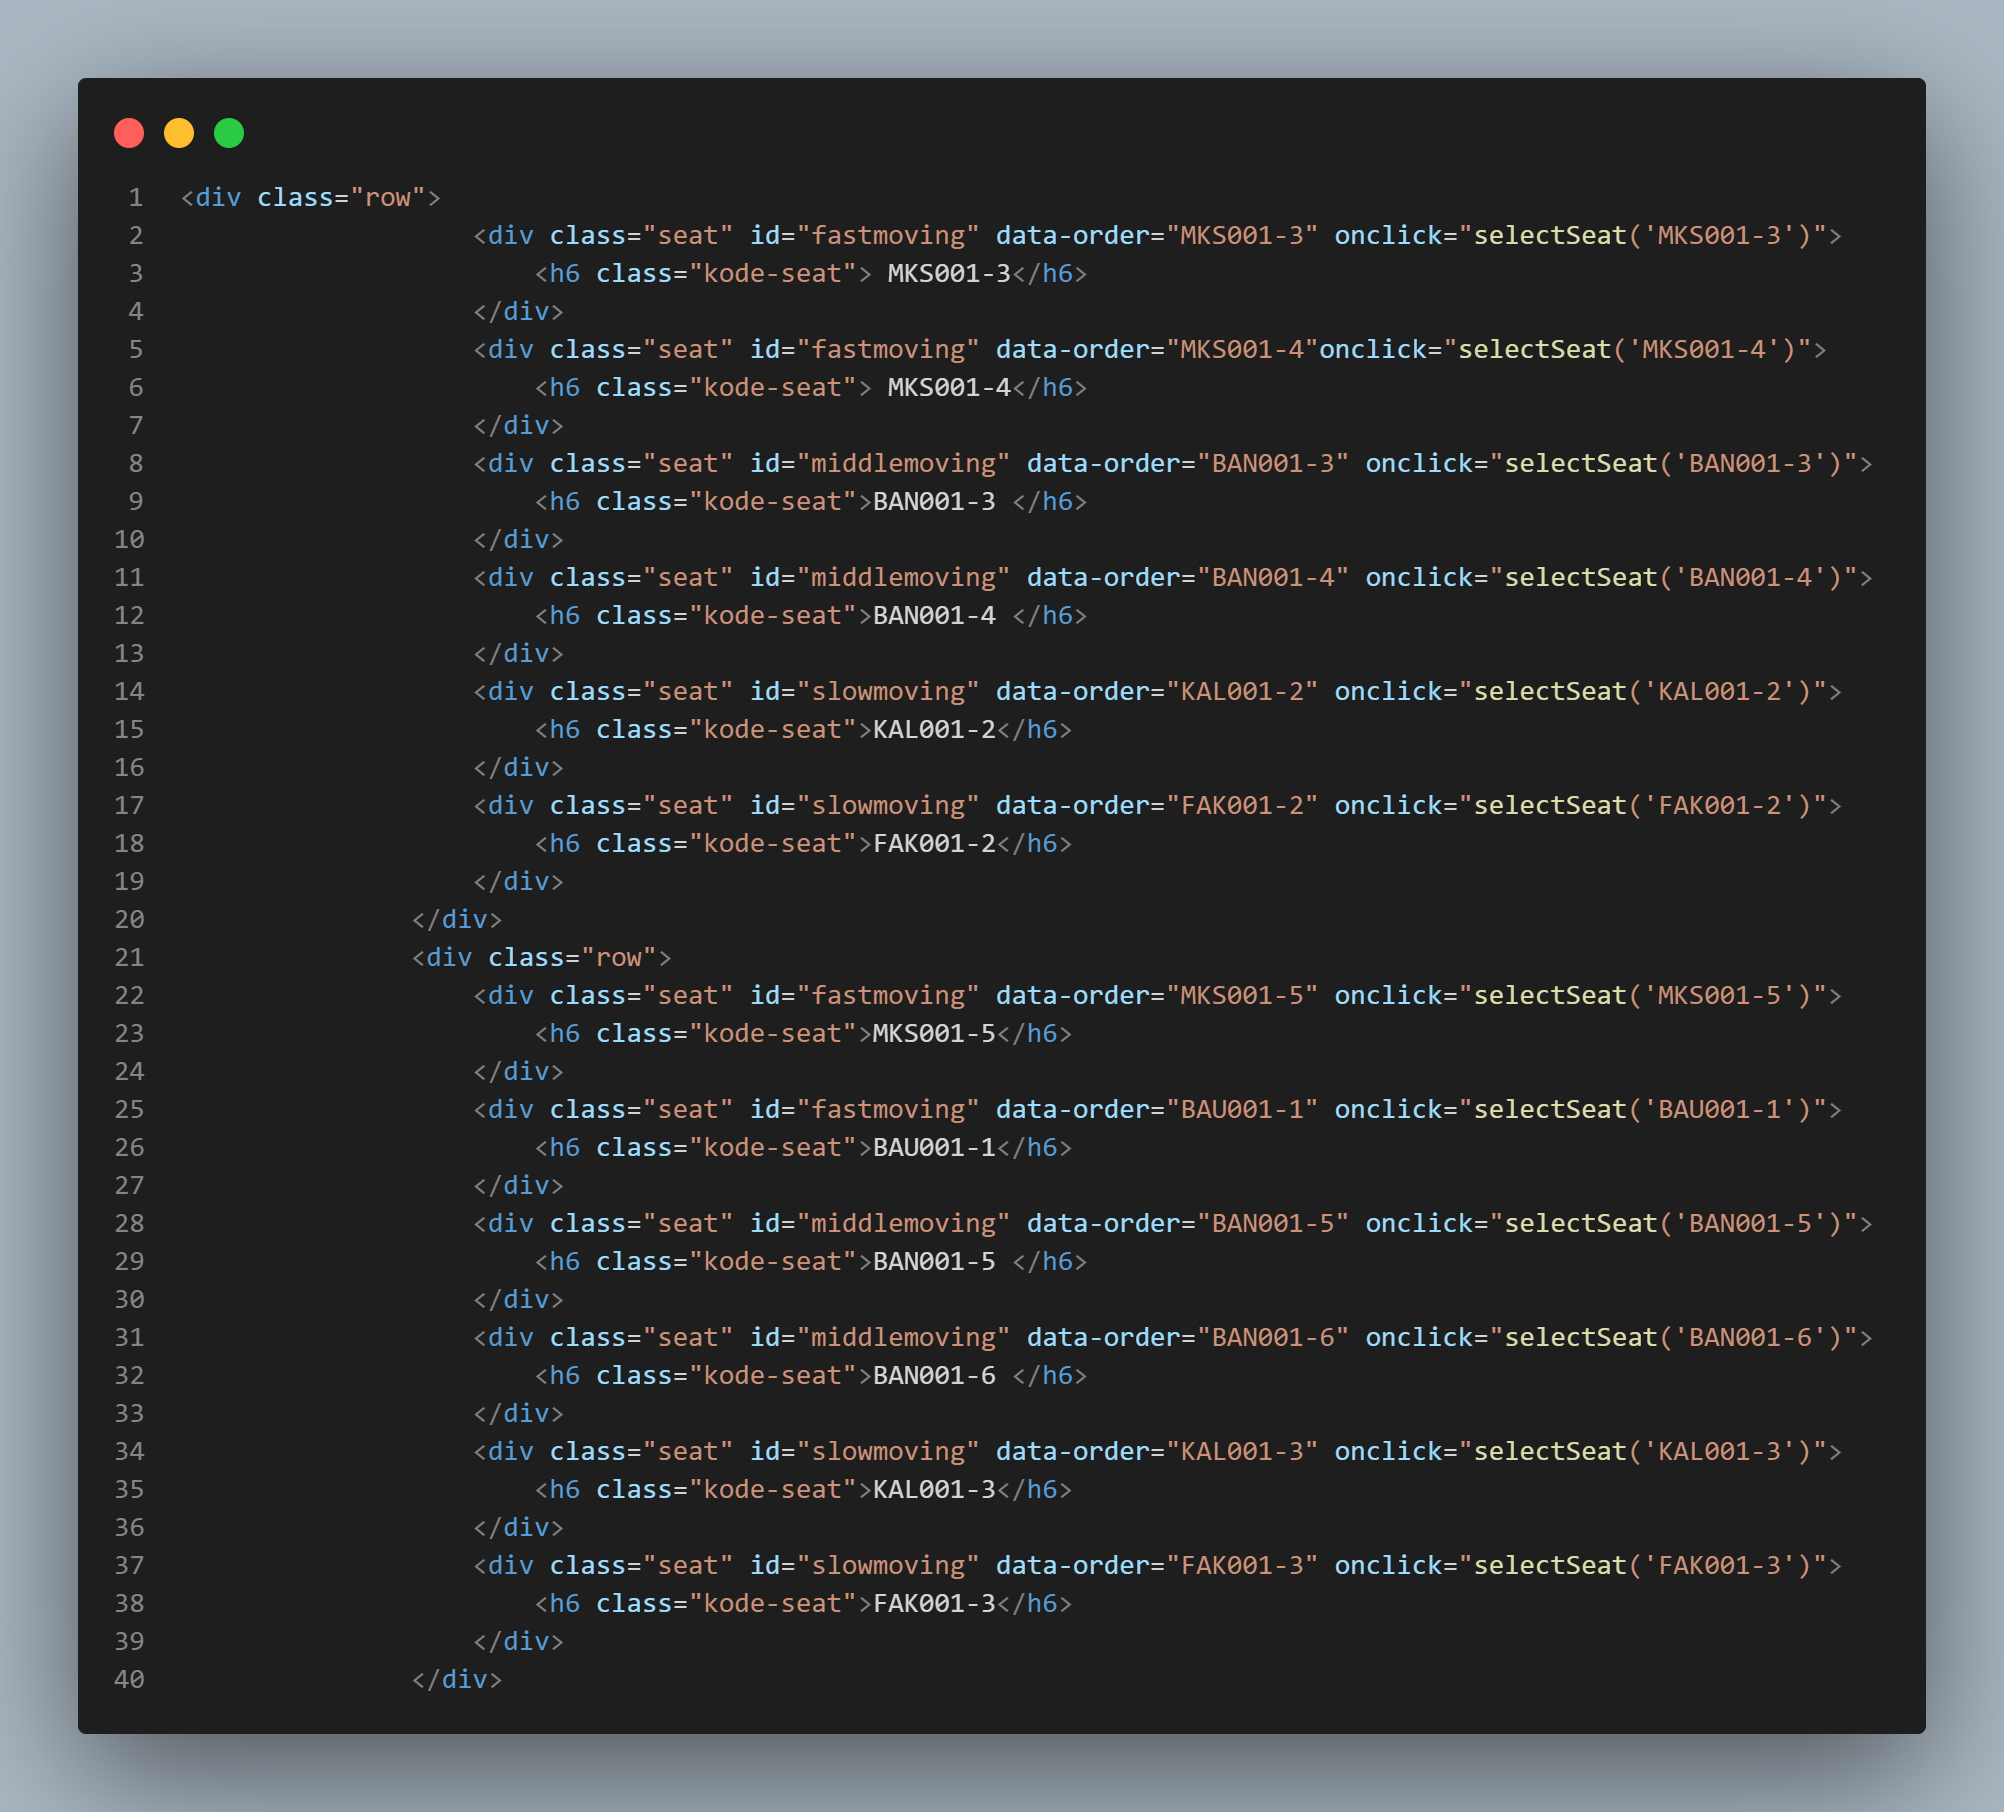 1 <div class="row">
2 <div class="seat" id="fastmoving" data-order="MKS001-3" onclick="selectSeat('MKS001-3')">
3 <h6 class="kode-seat"> MKS001-3</h6>
4 </div>
5 <div class="seat" id="fastmoving" data-order="MKS001-4"onclick="selectSeat('MKS001-4')">
6 <h6 class="kode-seat"> MKS001-4</h6>
7 </div>
8 <div class="seat" id="middlemoving" data-order="BAN001-3" onclick="selectSeat('BAN001-3')">
9 <h6 class="kode-seat">BAN001-3 </h6>
10 </div>
11 <div class="seat" id="middlemoving" data-order="BAN001-4" onclick="selectSeat('BAN001-4')">
12 <h6 class="kode-seat">BAN001-4 </h6>
13 </div>
14 <div class="seat" id="slowmoving" data-order="KAL001-2" onclick="selectSeat('KAL001-2')">
15 <h6 class="kode-seat">KAL001-2</h6>
16 </div>
17 <div class="seat" id="slowmoving" data-order="FAK001-2" onclick="selectSeat('FAK001-2')">
18 <h6 class="kode-seat">FAK001-2</h6>
19 </div>
20 </div>
21 <div class="row">
22 <div class="seat" id="fastmoving" data-order="MKS001-5" onclick="selectSeat('MKS001-5')">
23 <h6 class="kode-seat">MKS001-5</h6>
24 </div>
25 <div class="seat" id="fastmoving" data-order="BAU001-1" onclick="selectSeat('BAU001-1')">
26 <h6 class="kode-seat">BAU001-1</h6>
27 </div>
28 <div class="seat" id="middlemoving" data-order="BAN001-5" onclick="selectSeat('BAN001-5')">
29 <h6 class="kode-seat">BAN001-5 </h6>
30 </div>
31 <div class="seat" id="middlemoving" data-order="BAN001-6" onclick="selectSeat('BAN001-6')">
32 <h6 class="kode-seat">BAN001-6 </h6>
33 </div>
34 <div class="seat" id="slowmoving" data-order="KAL001-3" onclick="selectSeat('KAL001-3')">
35 <h6 class="kode-seat">KAL001-3</h6>
36 </div>
37 <div class="seat" id="slowmoving" data-order="FAK001-3" onclick="selectSeat('FAK001-3')">
38 <h6 class="kode-seat">FAK001-3</h6>
39 </div>
40 </div>